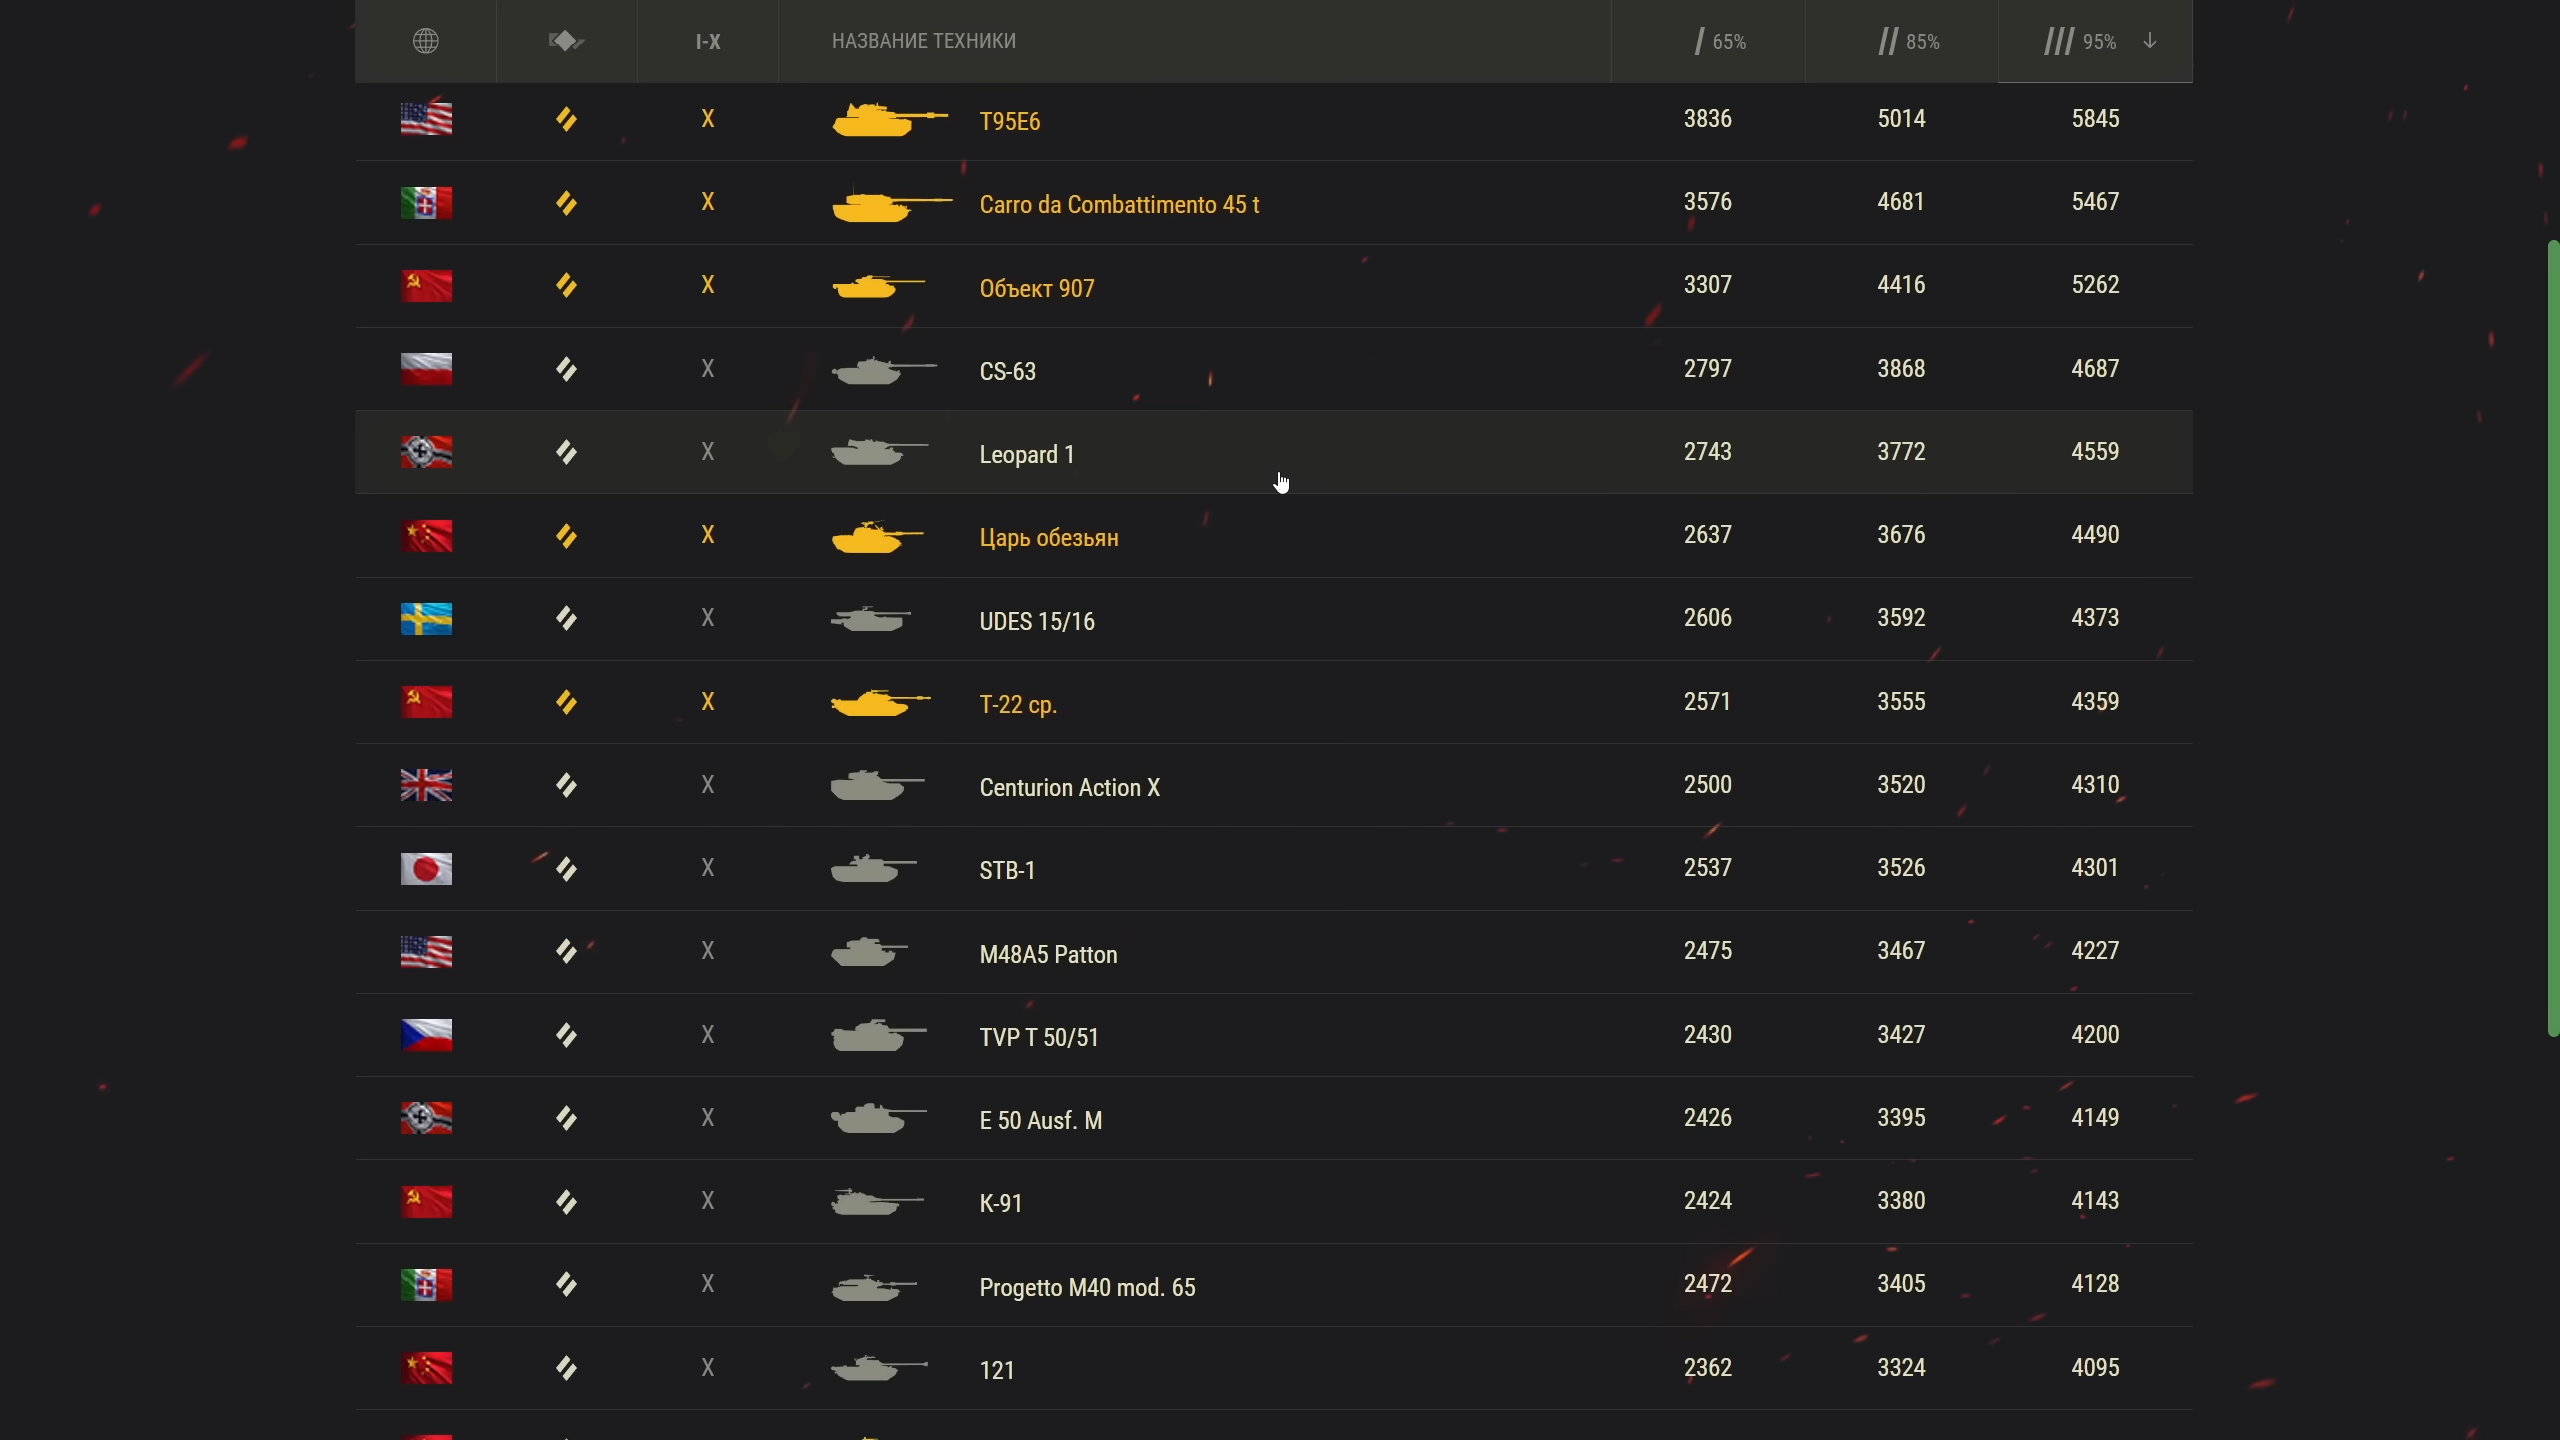 I-X НАЗВАНИЕ ТЕХНИКИ 65% 85% 95%
X T95E6 3836 5014 5845
X Carro da Combattimento 45 t 3576 4681 5467
X Объект 907 3307 4416 5262
X CS-63 2797 3868 4687
X Leopard 1 2743 3772 4559
X Царь обезьян 2637 3676 4490
X UDES 15/16 2606 3592 4373
X Т-22 ср. 2571 3555 4359
X Centurion Action X 2500 3520 4310
X STB-1 2537 3526 4301
X M48A5 Patton 2475 3467 4227
X TVP T 50/51 2430 3427 4200
X E 50 Ausf. M 2426 3395 4149
X К-91 2424 3380 4143
X Progetto M40 mod. 65 2472 3405 4128
X 121 2362 3324 4095